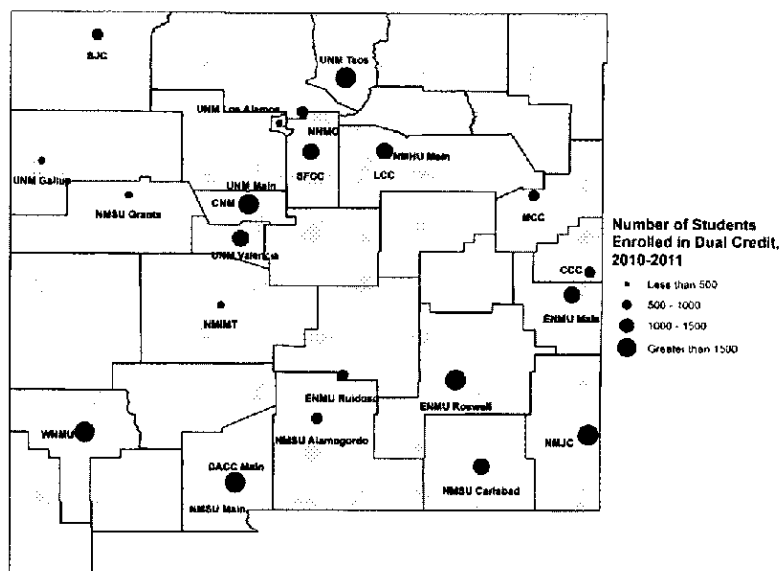 SJC
UNM Taos
UNM Los Alamos
NNMC
NMHU Main
SFCC
LCC
UNM Gallup
UNM Main
NMSU Grants
CNM
MCC
UNM Valencia
CCC
ENMU Main
NMIMT
ENMU Ruidoso
ENMU Roswell
WNMU
NMSU Alamogordo
NMJC
DACC Main
NMSU Carlsbad
NMSU Main
Number of Students
Enrolled in Dual Credit,
2010-2011
Less than 500
500 - 1000
1000 - 1500
Greater than 1500